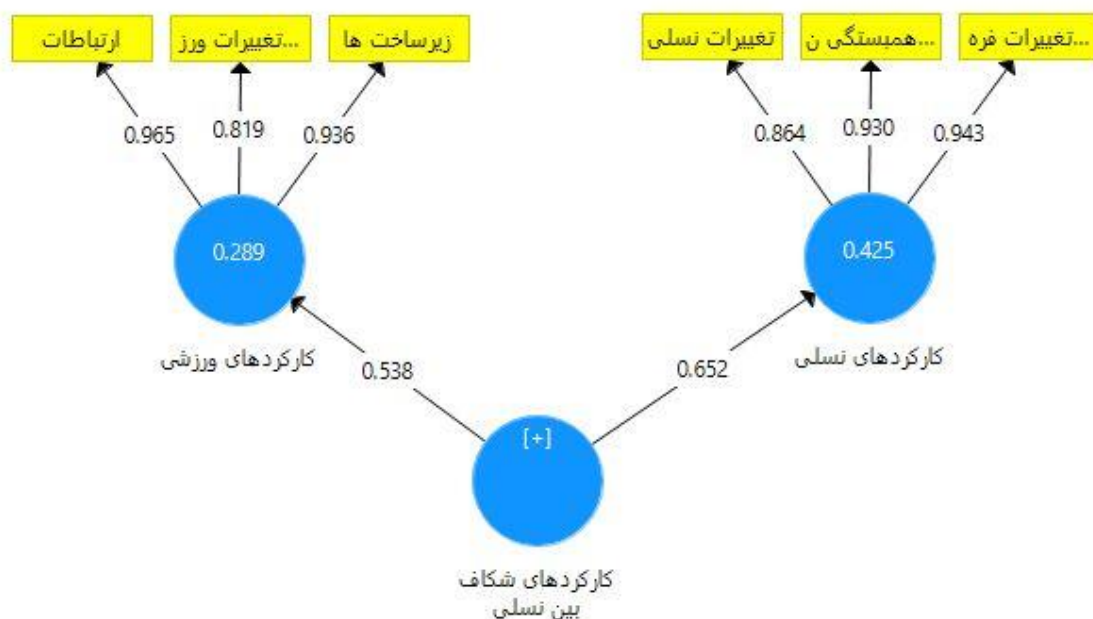 ارتباطات
تغییرات ورز...
زیرساخت ها
تغییرات نسلی
همبستگی ن...
تغییرات فره...
0.965
0.819
0.936
0.864
0.930
0.943
0.289
0.425
کارکردهای ورزشی
کارکردهای نسلی
0.538
0.652
[+]
کارکردهای شکاف
بین نسلی